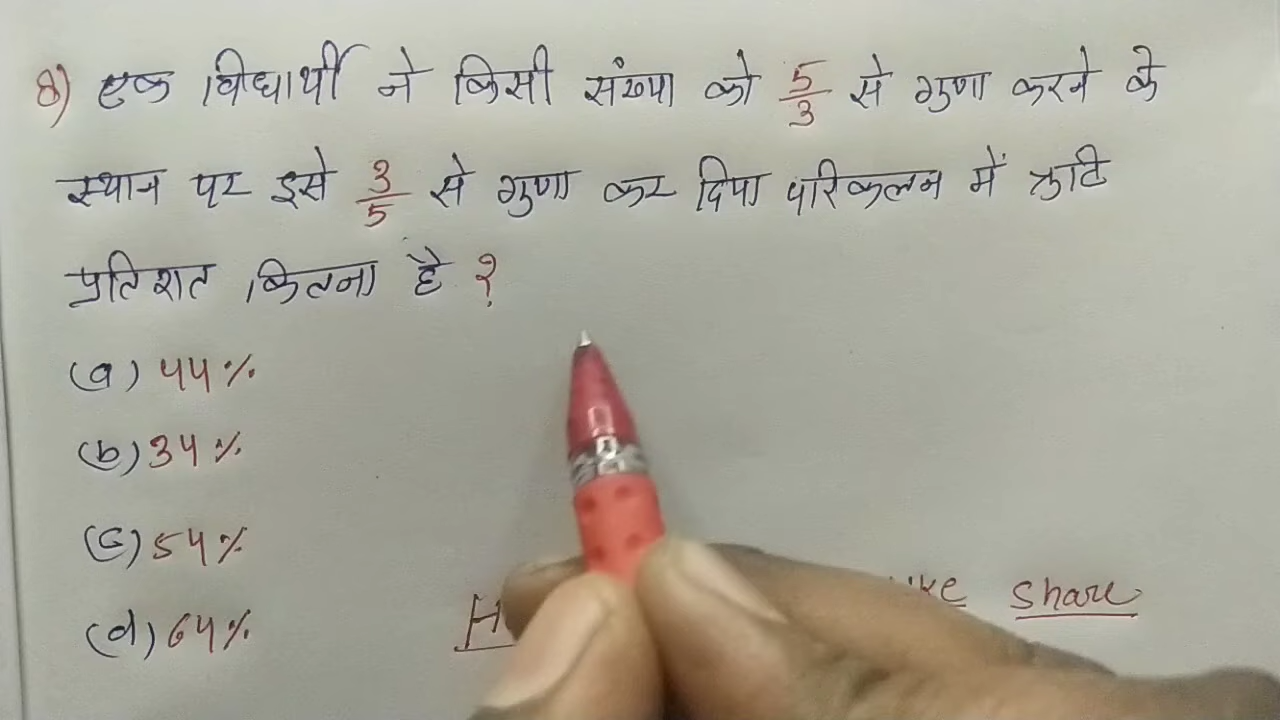 8) एक विद्यार्थी ने किसी संख्या को 5/3 से गुणा करने के
स्थान पर इसे 3/5 से गुणा कर दिया परिकलन में त्रुटि
प्रतिशत कितना है ?
(a) 44%
(b) 34%
(c) 54%
(d) 64%
share